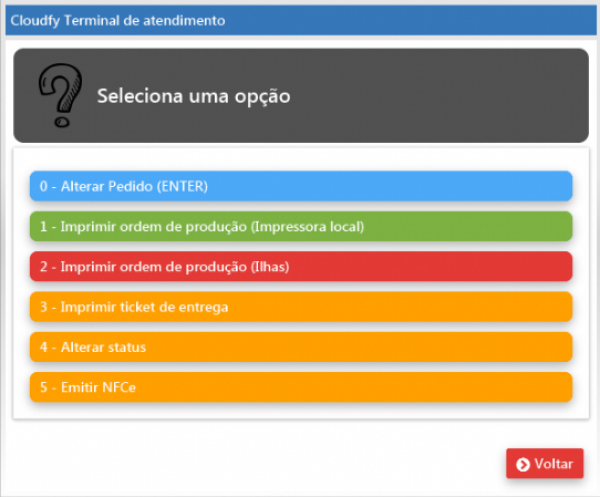 Cloudfy Terminal de atendimento
Seleciona uma opção
0 - Alterar Pedido (ENTER)
1 - Imprimir ordem de produção (Impressora local)
2 - Imprimir ordem de produção (Ilhas)
3 - Imprimir ticket de entrega
4 - Alterar status
5 - Emitir NFCe
Voltar